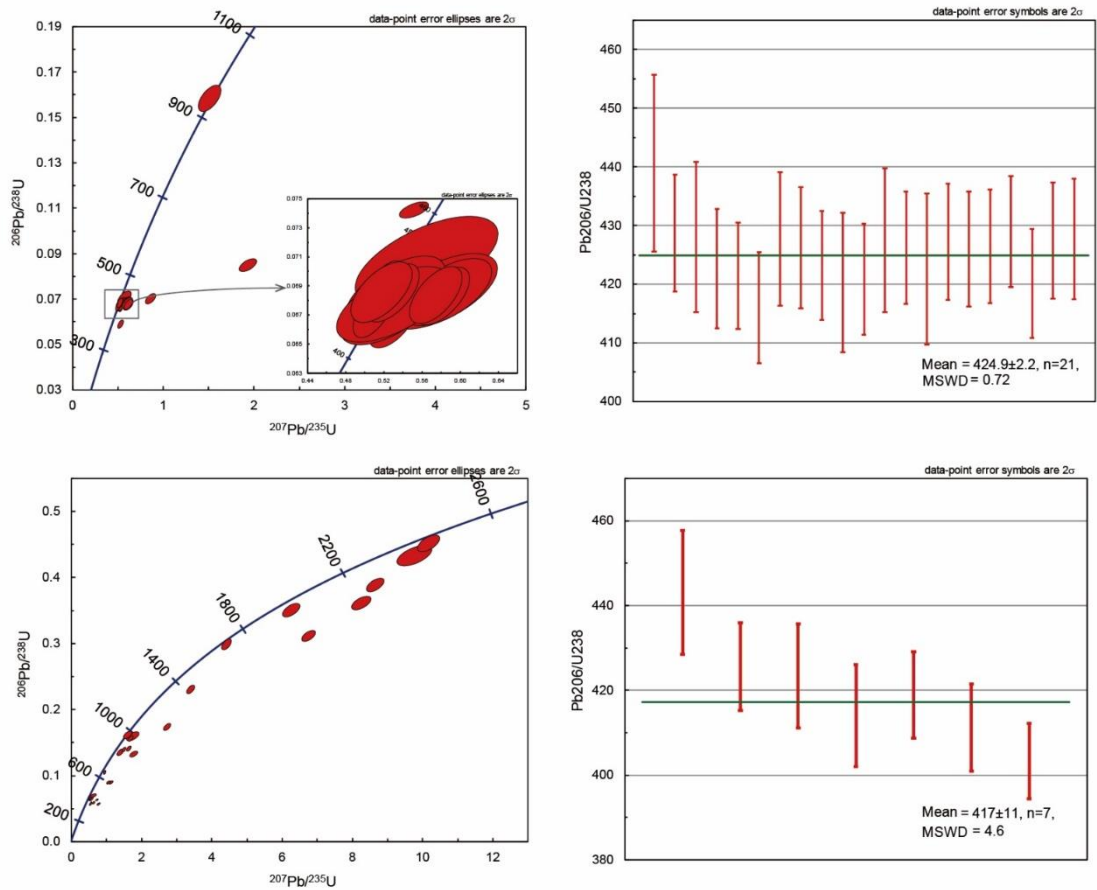 data-point error ellipses are 2σ
0.19
0.17
0.15
0.13
0.11
0.09
0.07
0.05
0.03
206Pb/238U
1100
900
700
500
300
0 1 2 3 4 5
207Pb/235U
data-point error ellipses are 2σ
0.075
0.073
0.071
0.069
0.067
0.065
0.063
400
0.44 0.48 0.52 0.56 0.60 0.64
data-point error symbols are 2σ
460
450
440
430
420
410
400
Pb206/U238
Mean = 424.9±2.2, n=21,
MSWD = 0.72
data-point error ellipses are 2σ
0.5
0.4
0.3
0.2
0.1
0.0
206Pb/238U
2600
2200
1800
1400
1000
600
200
0 2 4 6 8 10 12
207Pb/235U
data-point error symbols are 2σ
460
440
420
400
380
Pb206/U238
Mean = 417±11, n=7,
MSWD = 4.6